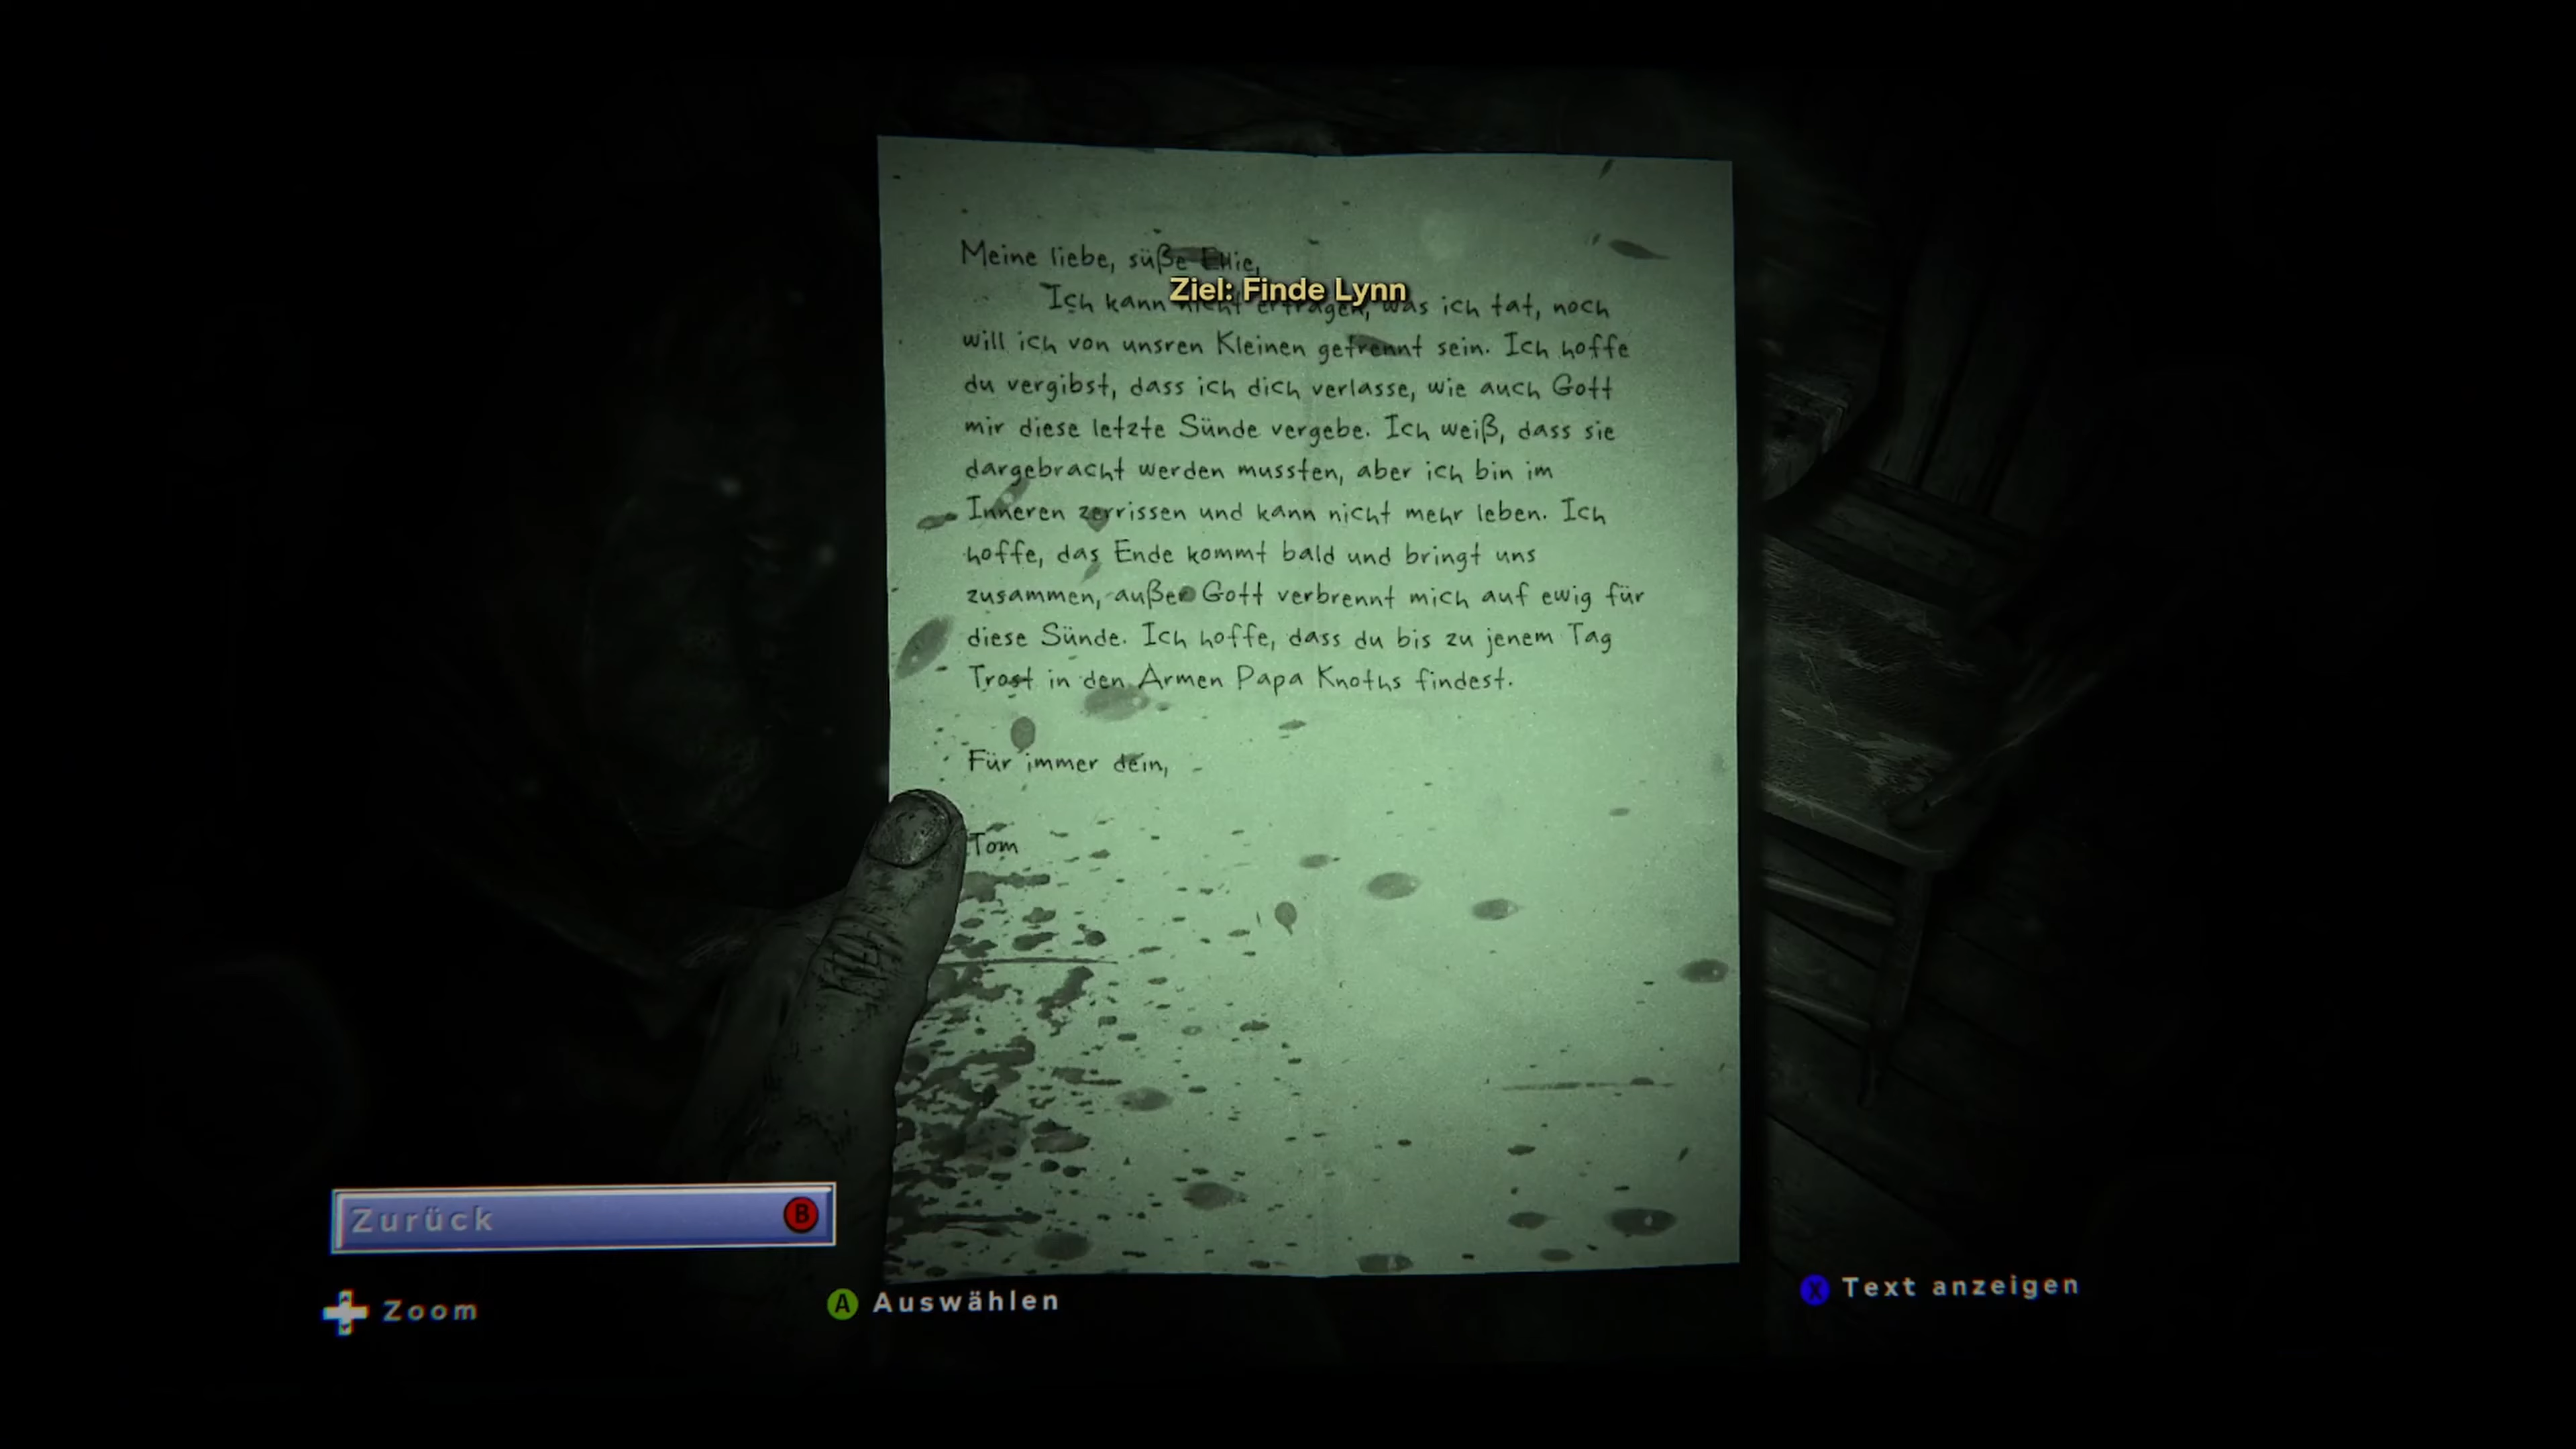 Meine liebe, süße Ellie,
Ziel: Finde Lynn
Ich kann nicht ertragen, was ich tat, noch
will ich von unsren Kleinen getrennt sein. Ich hoffe
du vergibst, dass ich dich verlasse, wie auch Gott
mir diese letzte Sünde vergebe. Ich weiß, dass sie
dargebracht werden mussten, aber ich bin im
Inneren zerrissen und kann nicht mehr leben. Ich
hoffe, das Ende kommt bald und bringt uns
zusammen, außer Gott verbrennt mich auf ewig für
diese Sünde. Ich hoffe, dass du bis zu jenem Tag
Trost in den Armen Papa Knoths findest.
Für immer dein,
Tom
Zurück B
Zoom
A Auswählen
X Text anzeigen